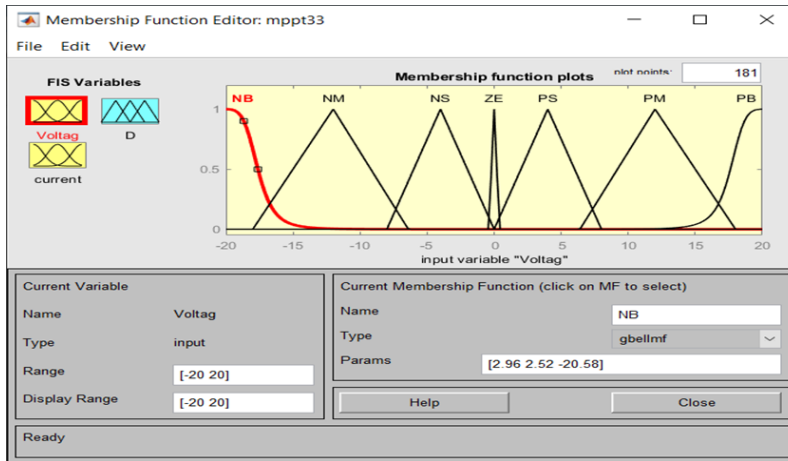 Membership Function Editor: mppt33
File Edit View
FIS Variables
Voltag
D
current
Membership function plots
plot points:
181
NB NM NS ZE PS PM PB
1
0.5
0
-20 -15 -10 -5 0 5 10 15 20
input variable "Voltag"
Current Variable
Name Voltag
Type input
Range [-20 20]
Display Range [-20 20]
Current Membership Function (click on MF to select)
Name NB
Type gbellmf
Params [2.96 2.52 -20.58]
Help Close
Ready